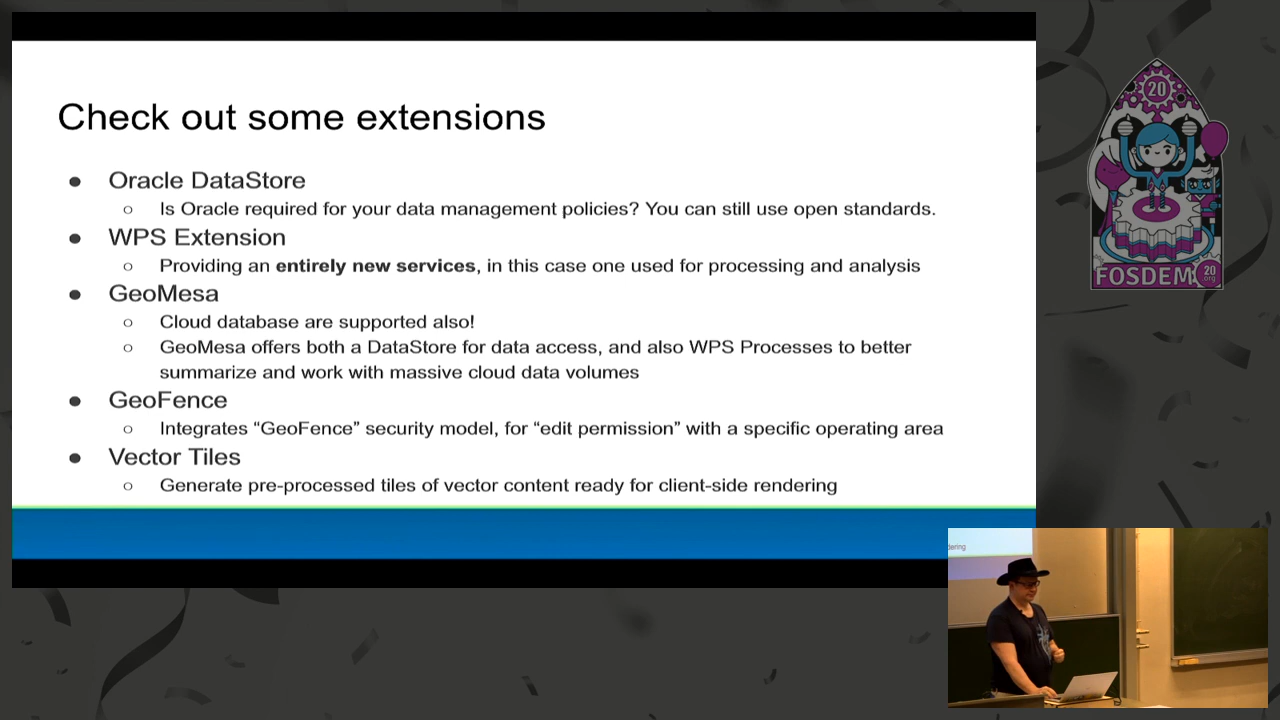 Check out some extensions
● Oracle DataStore
○ Is Oracle required for your data management policies? You can still use open standards.
● WPS Extension
○ Providing an entirely new services, in this case one used for processing and analysis
● GeoMesa
○ Cloud database are supported also!
○ GeoMesa offers both a DataStore for data access, and also WPS Processes to better
summarize and work with massive cloud data volumes
● GeoFence
○ Integrates “GeoFence” security model, for “edit permission” with a specific operating area
● Vector Tiles
○ Generate pre-processed tiles of vector content ready for client-side rendering
20
FOSDEM
20
.org
dering